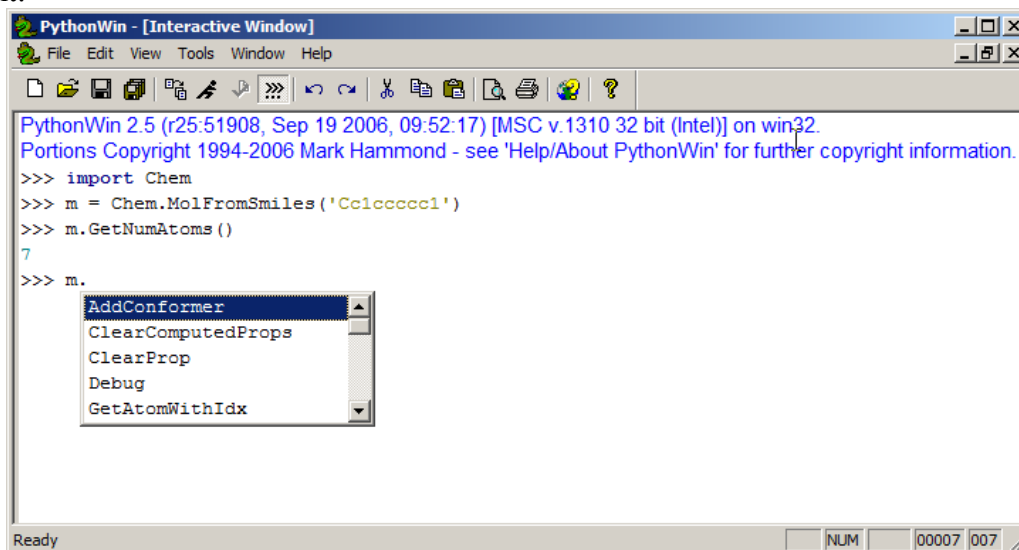 PythonWin - [Interactive Window]
File Edit View Tools Window Help
PythonWin 2.5 (r25:51908, Sep 19 2006, 09:52:17) [MSC v.1310 32 bit (Intel)] on win32.
Portions Copyright 1994-2006 Mark Hammond - see 'Help/About PythonWin' for further copyright information.
>>> import Chem
>>> m = Chem.MolFromSmiles('Cc1ccccc1')
>>> m.GetNumAtoms()
7
>>> m.
AddConformer
ClearComputedProps
ClearProp
Debug
GetAtomWithIdx
Ready NUM 00007 007